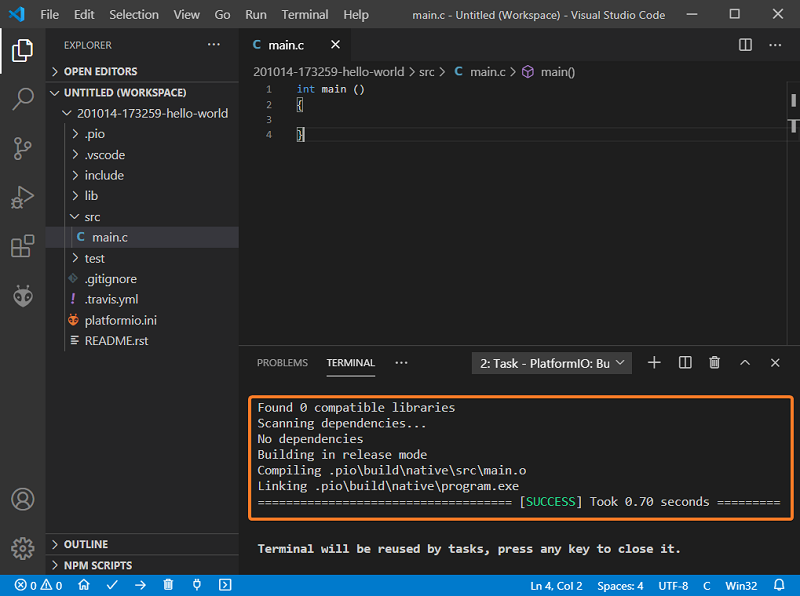 File Edit Selection View Go Run Terminal Help main.c - Untitled (Workspace) - Visual Studio Code
EXPLORER ···
OPEN EDITORS
UNTITLED (WORKSPACE)
201014-173259-hello-world
.pio
.vscode
include
lib
src
C main.c
test
.gitignore
! .travis.yml
platformio.ini
README.rst
OUTLINE
NPM SCRIPTS
C main.c
201014-173259-hello-world > src > C main.c > main()
1 int main ()
2 {
3
4 }
PROBLEMS TERMINAL ··· 2: Task - PlatformIO: Bu
Found 0 compatible libraries
Scanning dependencies...
No dependencies
Building in release mode
Compiling .pio\build\native\src\main.o
Linking .pio\build\native\program.exe
==================================== [SUCCESS] Took 0.70 seconds =========
Terminal will be reused by tasks, press any key to close it.
0 0 Ln 4, Col 2 Spaces: 4 UTF-8 C Win32